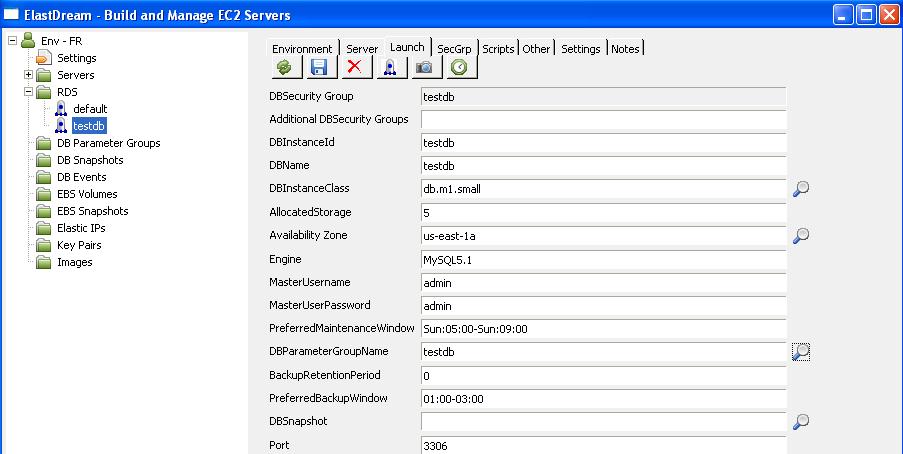 ElastDream - Build and Manage EC2 Servers
Env - FR
Settings
Servers
RDS
default
testdb
DB Parameter Groups
DB Snapshots
DB Events
EBS Volumes
EBS Snapshots
Elastic IPs
Key Pairs
Images
Environment Server Launch SecGrp Scripts Other Settings Notes
DBSecurity Group testdb
Additional DBSecurity Groups
DBInstanceId testdb
DBName testdb
DBInstanceClass db.m1.small
AllocatedStorage 5
Availability Zone us-east-1a
Engine MySQL5.1
MasterUsername admin
MasterUserPassword admin
PreferredMaintenanceWindow Sun:05:00-Sun:09:00
DBParameterGroupName testdb
BackupRetentionPeriod 0
PreferredBackupWindow 01:00-03:00
DBSnapshot
Port 3306